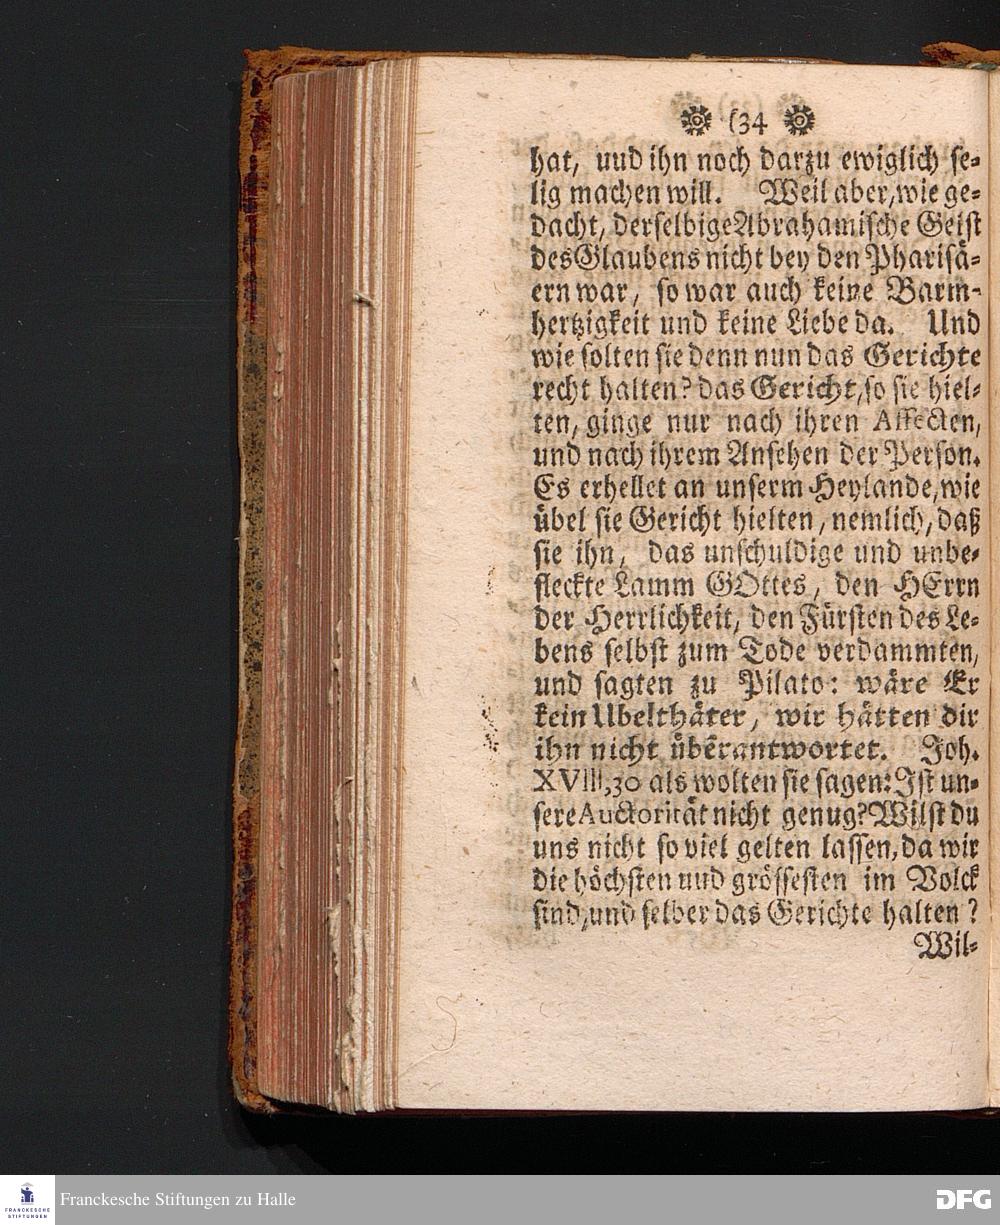 (34
hat, uud ihn noch darzu ewiglich se-
lig machen will. Weil aber, wie ge-
dacht, derselbige Abrahamische Geist
des Glaubens nicht bey den Pharisä-
ern war, so war auch keine Barm-
hertzigkeit und keine Liebe da. Und
wie solten sie denn nun das Gerichte
recht halten? das Gericht, so sie hiel-
ten, ginge nur nach ihren Affecten,
und nach ihrem Ansehen der Person.
Es erhellet an unserm Heylande, wie
übel sie Gericht hielten, nemlich, daß
sie ihn, das unschuldige und unbe-
fleckte Lamm GOttes, den HErrn
der Herrlichkeit, den Fürsten des Le-
bens selbst zum Tode verdammten,
und sagten zu Pilato: wäre Er
kein Ubelthäter, wir hätten dir
ihn nicht überantwortet. Joh.
XVIII, 30 als wolten sie sagen: Ist un-
sere Auctorität nicht genug? Wilst du
uns nicht so viel gelten lassen, da wir
die höchsten uud grössesten im Volck
sind, und selber das Gerichte halten?
Wil-
FRANCKESCHE
STIFTUNGEN
Franckesche Stiftungen zu Halle
DFG